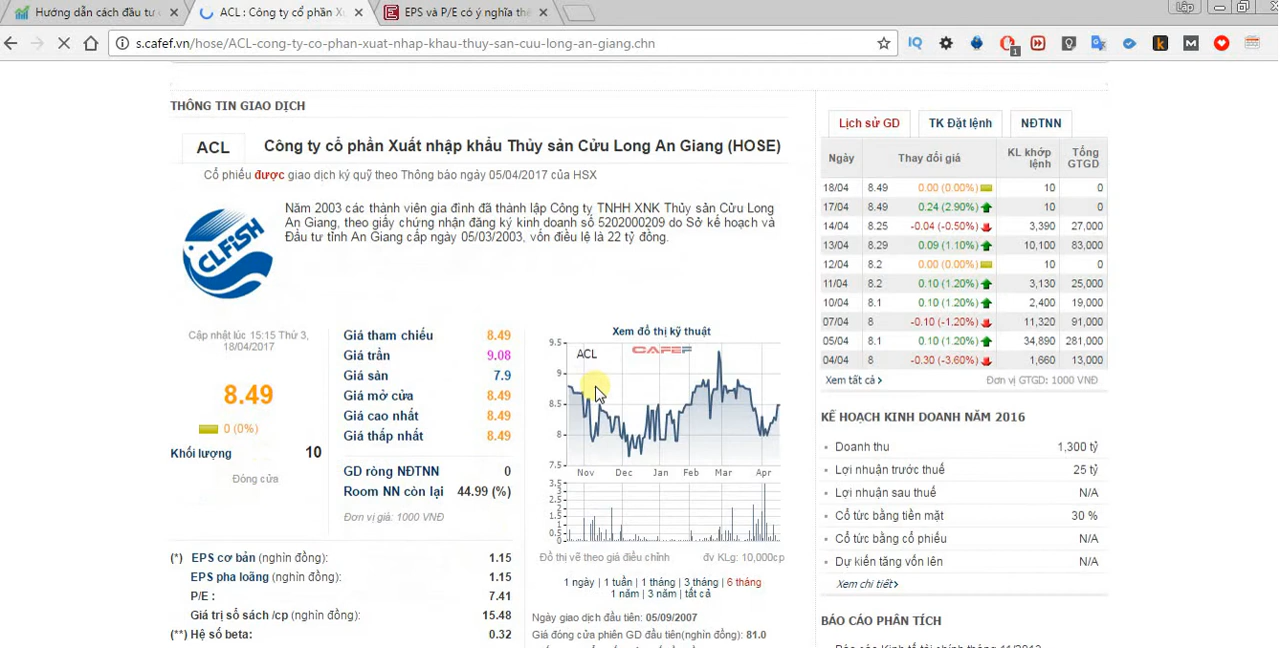 Hướng dẫn cách đầu tư
ACL : Công ty cổ phần X
EPS và P/E có ý nghĩa th
Lập
s.cafef.vn/hose/ACL-cong-ty-co-phan-xuat-nhap-khau-thuy-san-cuu-long-an-giang.chn
IQ
1
k
M
THÔNG TIN GIAO DỊCH
ACL
Công ty cổ phần Xuất nhập khẩu Thủy sản Cửu Long An Giang (HOSE)
Cổ phiếu được giao dịch ký quỹ theo Thông báo ngày 05/04/2017 của HSX
CLFISH
Năm 2003 các thành viên gia đình đã thành lập Công ty TNHH XNK Thủy sản Cửu Long
An Giang, theo giấy chứng nhận đăng ký kinh doanh số 5202000209 do Sở kế hoạch và
Đầu tư tỉnh An Giang cấp ngày 05/03/2003, vốn điều lệ là 22 tỷ đồng.
Cập nhật lúc 15:15 Thứ 3,
18/04/2017
8.49
0 (0%)
Khối lượng 10
Đóng cửa
Giá tham chiếu 8.49
Giá trần 9.08
Giá sàn 7.9
Giá mở cửa 8.49
Giá cao nhất 8.49
Giá thấp nhất 8.49
GD ròng NĐTNN 0
Room NN còn lại 44.99 (%)
Đơn vị giá: 1000 VNĐ
Xem đồ thị kỹ thuật
ACL
CAFEF
9.5
9
8.5
8
7.5
Nov Dec Jan Feb Mar Apr
3.5
3
2.5
2
1.5
1
0.5
0
Đồ thị vẽ theo giá điều chỉnh đv KLg: 10,000cp
1 ngày | 1 tuần | 1 tháng | 3 tháng | 6 tháng
1 năm | 3 năm | tất cả
Ngày giao dịch đầu tiên: 05/09/2007
Giá đóng cửa phiên GD đầu tiên(nghìn đồng): 81.0
(*) EPS cơ bản (nghìn đồng): 1.15
EPS pha loãng (nghìn đồng): 1.15
P/E : 7.41
Giá trị sổ sách /cp (nghìn đồng): 15.48
(**) Hệ số beta: 0.32
Lịch sử GD TK Đặt lệnh NĐTNN
Ngày Thay đổi giá KL khớp lệnh Tổng GTGD
18/04 8.49 0.00 (0.00%) 10 0
17/04 8.49 0.24 (2.90%) 10 0
14/04 8.25 -0.04 (-0.50%) 3,390 27,000
13/04 8.29 0.09 (1.10%) 10,100 83,000
12/04 8.2 0.00 (0.00%) 10 0
11/04 8.2 0.10 (1.20%) 3,130 25,000
10/04 8.1 0.10 (1.20%) 2,400 19,000
07/04 8 -0.10 (-1.20%) 11,320 91,000
05/04 8.1 0.10 (1.20%) 34,890 281,000
04/04 8 -0.30 (-3.60%) 1,660 13,000
Xem tất cả Đơn vị GTGD: 1000 VNĐ
KẾ HOẠCH KINH DOANH NĂM 2016
Doanh thu 1,300 tỷ
Lợi nhuận trước thuế 25 tỷ
Lợi nhuận sau thuế N/A
Cổ tức bằng tiền mặt 30 %
Cổ tức bằng cổ phiếu N/A
Dự kiến tăng vốn lên N/A
Xem chi tiết
BÁO CÁO PHÂN TÍCH